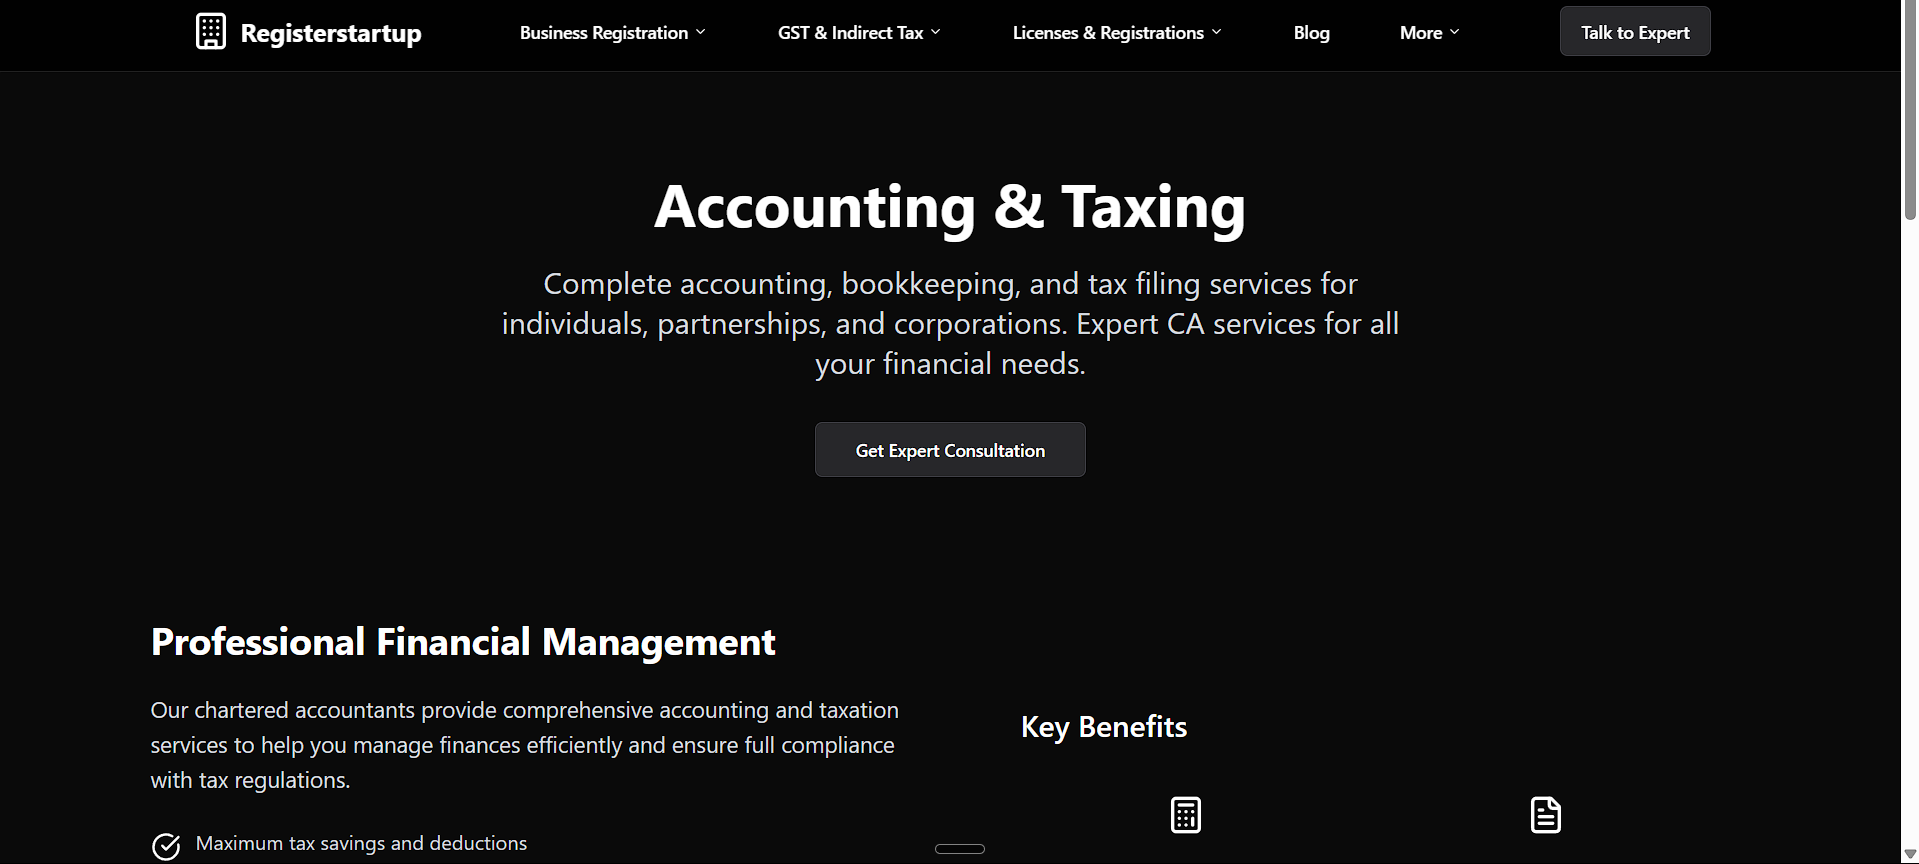 Registerstartup
Business Registration
GST & Indirect Tax
Licenses & Registrations
Blog
More
Talk to Expert
Accounting & Taxing
Complete accounting, bookkeeping, and tax filing services for
individuals, partnerships, and corporations. Expert CA services for all
your financial needs.
Get Expert Consultation
Professional Financial Management
Our chartered accountants provide comprehensive accounting and taxation
services to help you manage finances efficiently and ensure full compliance
with tax regulations.
Maximum tax savings and deductions
Key Benefits